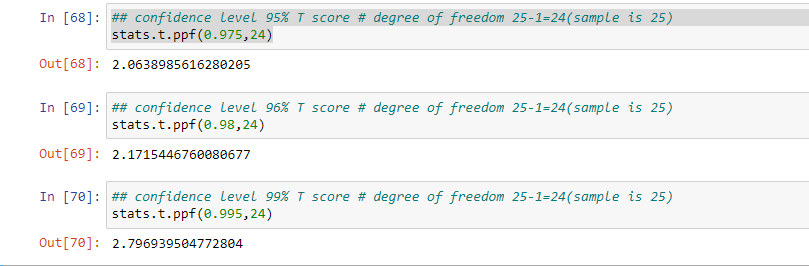 In [68]: ## confidence level 95% T score # degree of freedom 25-1=24(sample is 25)
stats.t.ppf(0.975,24)
Out[68]: 2.0638985616280205
In [69]: ## confidence level 96% T score # degree of freedom 25-1=24(sample is 25)
stats.t.ppf(0.98,24)
Out[69]: 2.1715446760080677
In [70]: ## confidence level 99% T score # degree of freedom 25-1=24(sample is 25)
stats.t.ppf(0.995,24)
Out[70]: 2.796939504772804